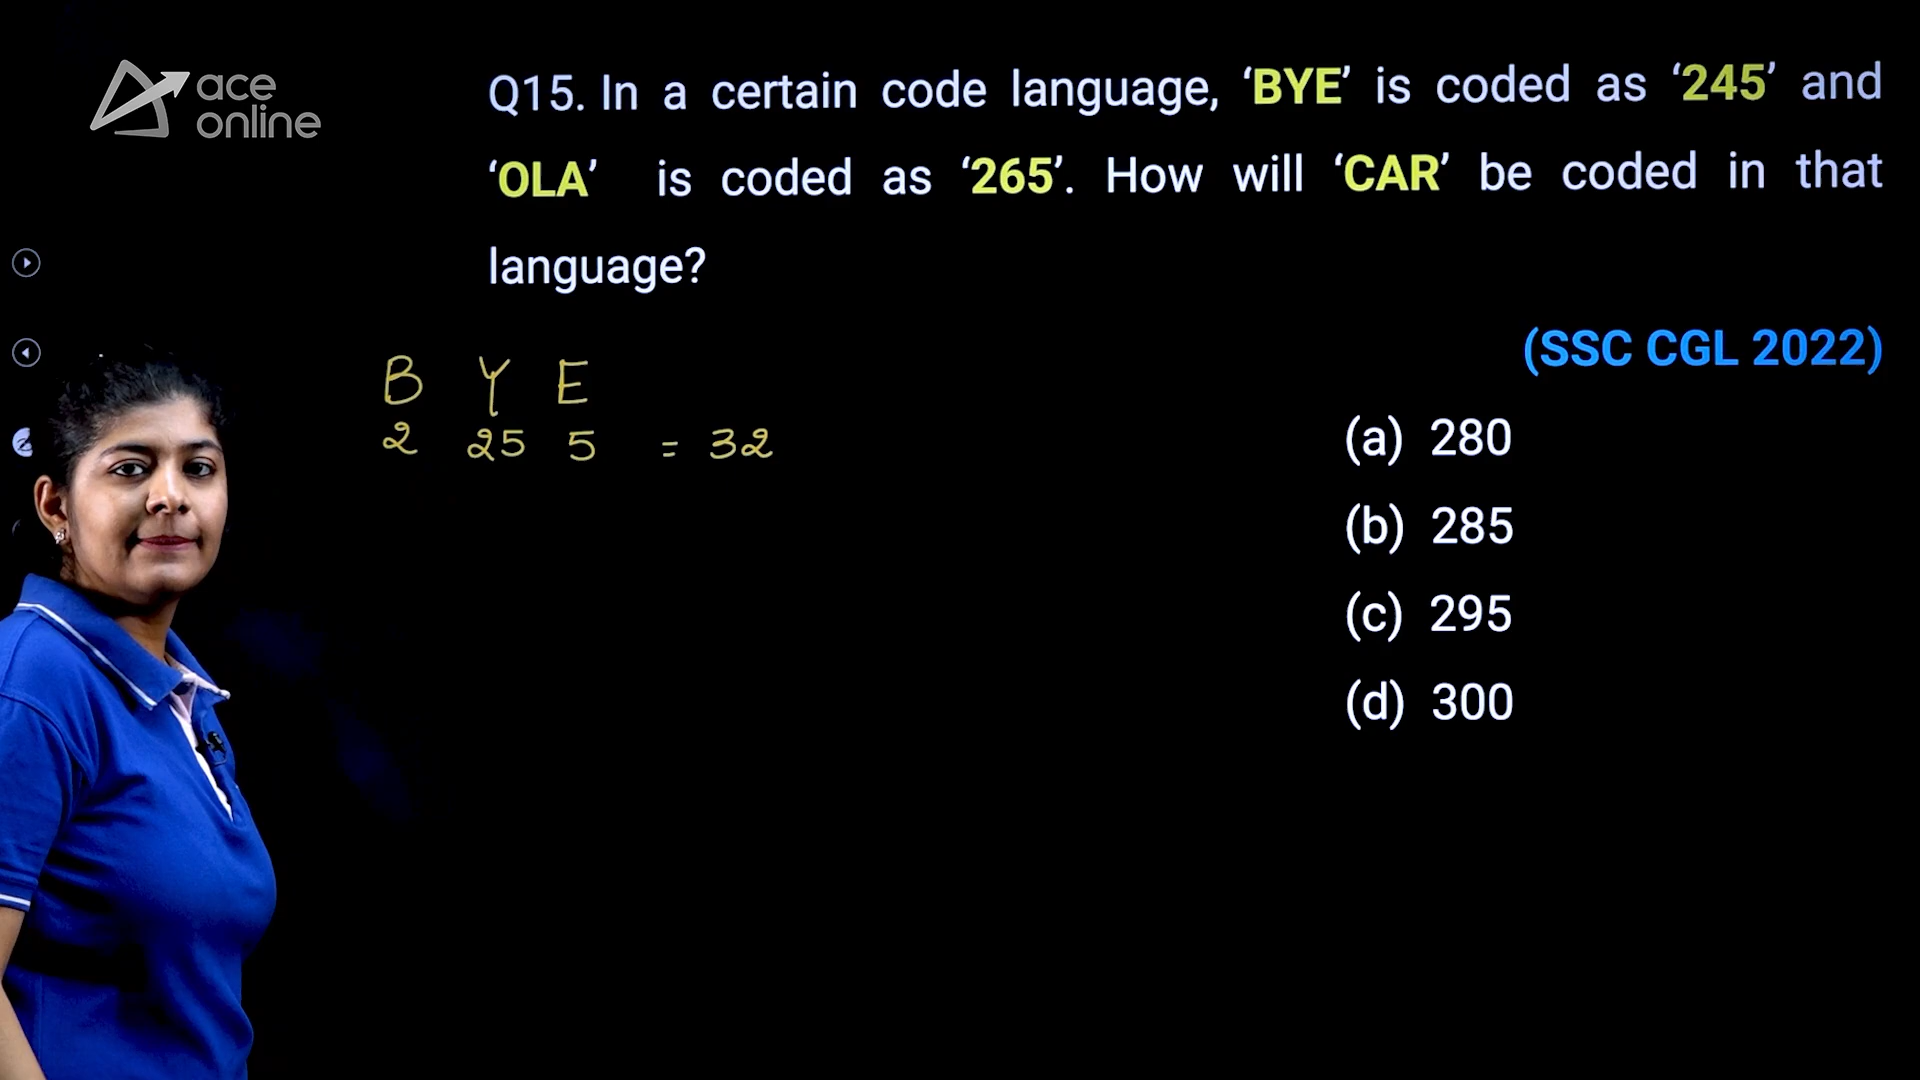 ace
online
Q15. In a certain code language, ‘BYE’ is coded as ‘245’ and
‘OLA’ is coded as ‘265’. How will ‘CAR’ be coded in that
language?
(SSC CGL 2022)
B Y E
2 25 5 = 32
(a) 280
(b) 285
(c) 295
(d) 300